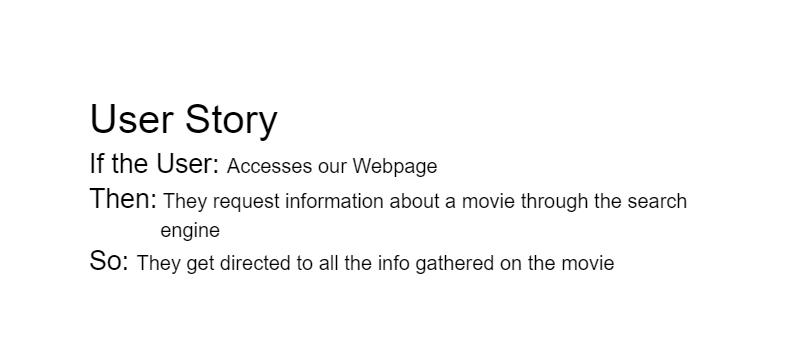 User Story
If the User: Accesses our Webpage
Then: They request information about a movie through the search
engine
So: They get directed to all the info gathered on the movie